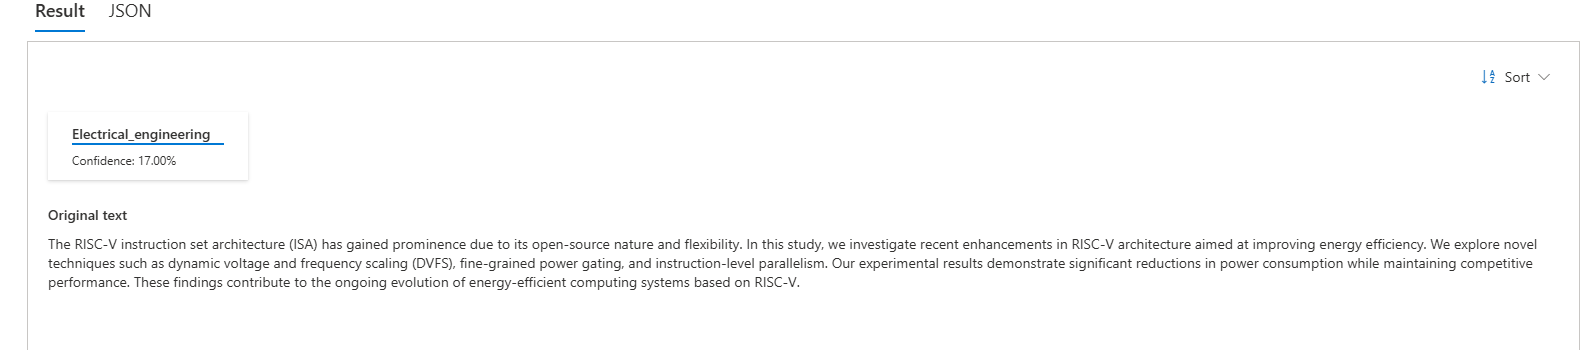 Result JSON
Sort
Electrical_engineering
Confidence: 17.00%
Original text
The RISC-V instruction set architecture (ISA) has gained prominence due to its open-source nature and flexibility. In this study, we investigate recent enhancements in RISC-V architecture aimed at improving energy efficiency. We explore novel
techniques such as dynamic voltage and frequency scaling (DVFS), fine-grained power gating, and instruction-level parallelism. Our experimental results demonstrate significant reductions in power consumption while maintaining competitive
performance. These findings contribute to the ongoing evolution of energy-efficient computing systems based on RISC-V.